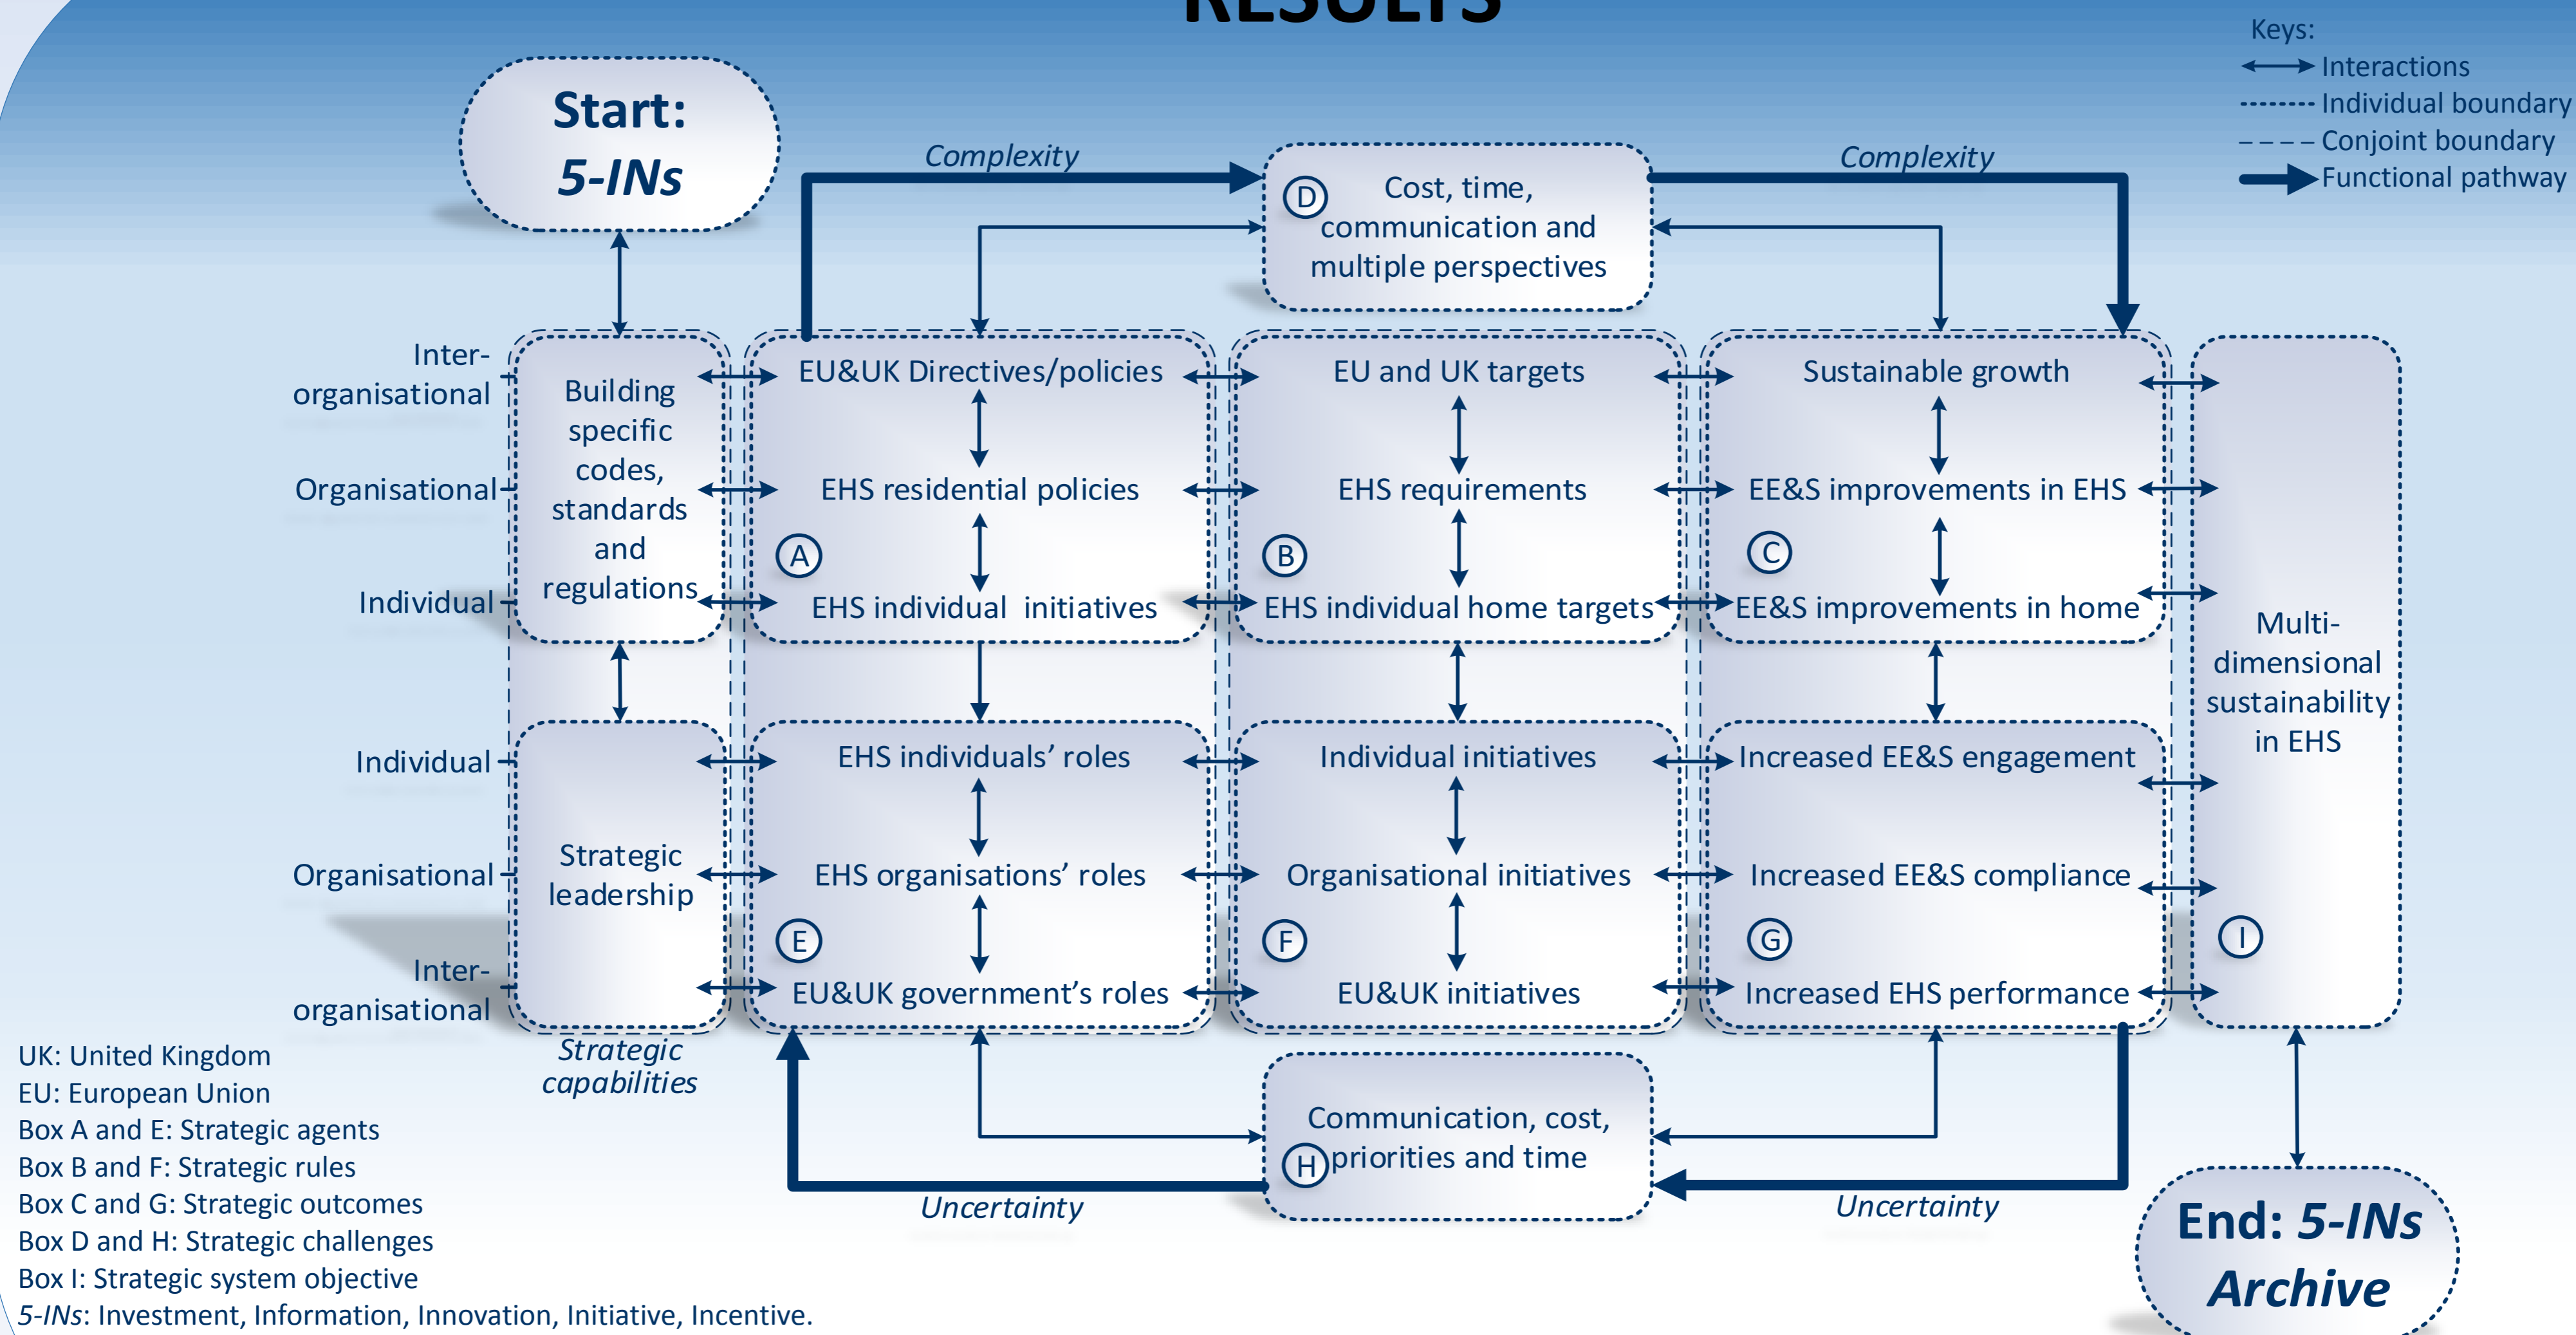 RESULTS
Keys:
Interactions
Individual boundary
Conjoint boundary
Functional pathway
Start:
5-INs
Complexity
Complexity
D
Cost, time,
communication and
multiple perspectives
Inter-
organisational
Organisational
Individual
Building
specific
codes,
standards
and
regulations
EU&UK Directives/policies
EHS residential policies
A
EHS individual initiatives
EU and UK targets
EHS requirements
B
EHS individual home targets
Sustainable growth
EE&S improvements in EHS
C
EE&S improvements in home
Multi-
dimensional
sustainability
in EHS
I
Individual
Organisational
Inter-
organisational
Strategic
leadership
Strategic
capabilities
EHS individuals' roles
EHS organisations' roles
E
EU&UK government's roles
Individual initiatives
Organisational initiatives
F
EU&UK initiatives
Increased EE&S engagement
Increased EE&S compliance
G
Increased EHS performance
Communication, cost,
priorities and time
H
Uncertainty
Uncertainty
End: 5-INs
Archive
UK: United Kingdom
EU: European Union
Box A and E: Strategic agents
Box B and F: Strategic rules
Box C and G: Strategic outcomes
Box D and H: Strategic challenges
Box I: Strategic system objective
5-INs: Investment, Information, Innovation, Initiative, Incentive.